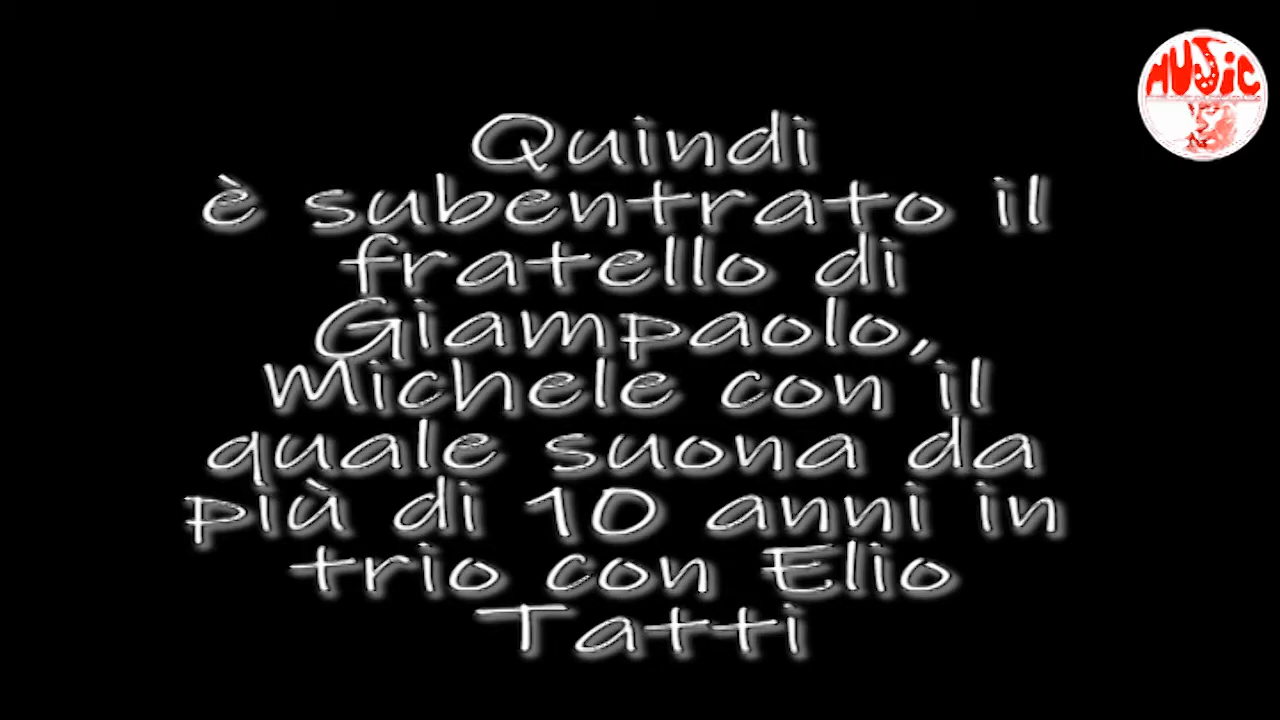 MUSIC
Quindi
è subentrato il
fratello di
Giampaolo,
Michele con il
quale suona da
più di 10 anni in
trio con Elio
Tatti